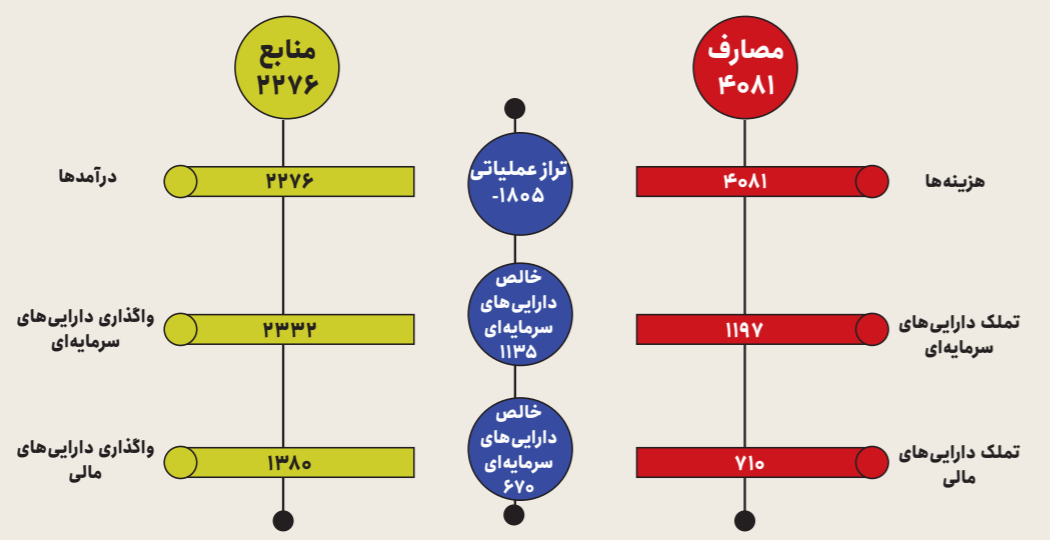 مصارف
۴۰۸۱
هزینه‌ها
۴۰۸۱
تملک دارایی‌های
سرمایه‌ای
۱۱۹۷
تملک دارایی‌های
مالی
۷۱۰
تراز عملیاتی
-۱۸۰۵
خالص
دارایی‌های
سرمایه‌ای
۱۱۳۵
خالص
دارایی‌های
سرمایه‌ای
۶۷۰
منابع
۲۲۷۶
۲۲۷۶
درآمدها
۲۳۳۲
واگذاری دارایی‌های
سرمایه‌ای
۱۳۸۰
واگذاری دارایی‌های
مالی